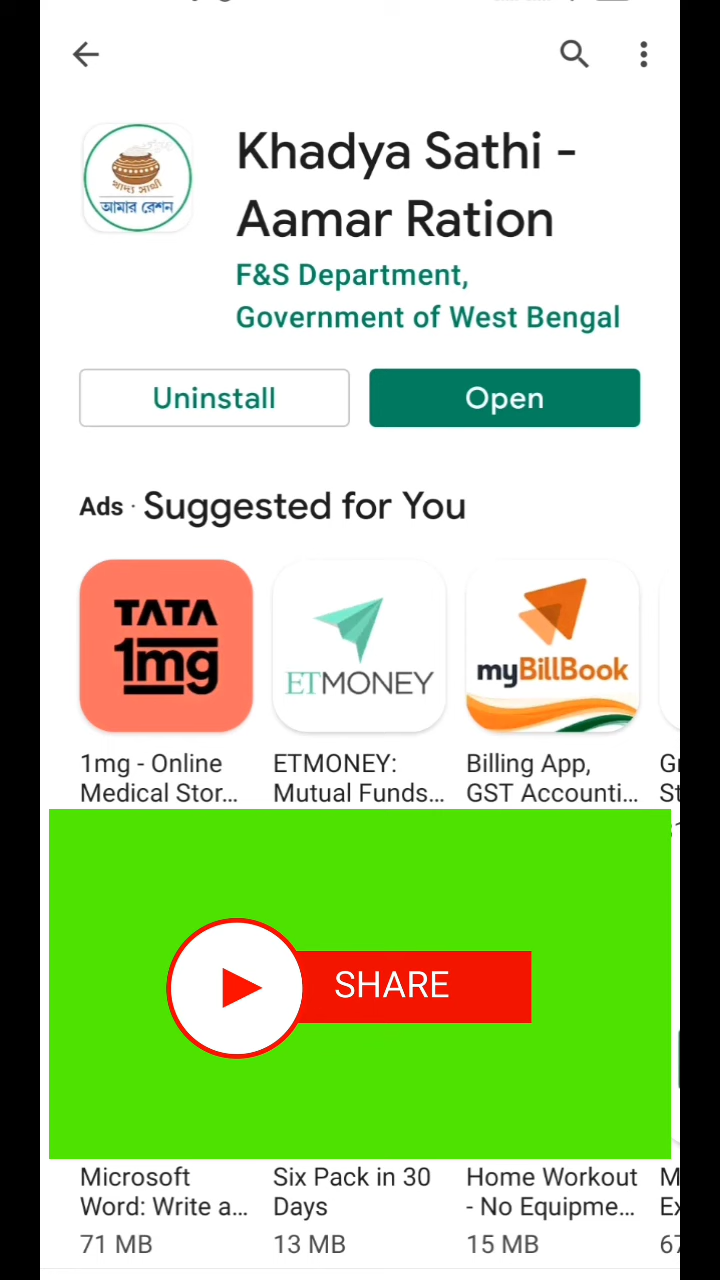 Khadya Sathi -
Aamar Ration
খাদ্য সাথী
আমার রেশন
F&S Department,
Government of West Bengal
Uninstall
Open
Ads · Suggested for You
TATA
1mg
ETMONEY
myBillBook
1mg - Online
Medical Stor...
ETMONEY:
Mutual Funds...
Billing App,
GST Accounti...
SHARE
Microsoft
Word: Write a...
71 MB
Six Pack in 30
Days
13 MB
Home Workout
- No Equipme...
15 MB